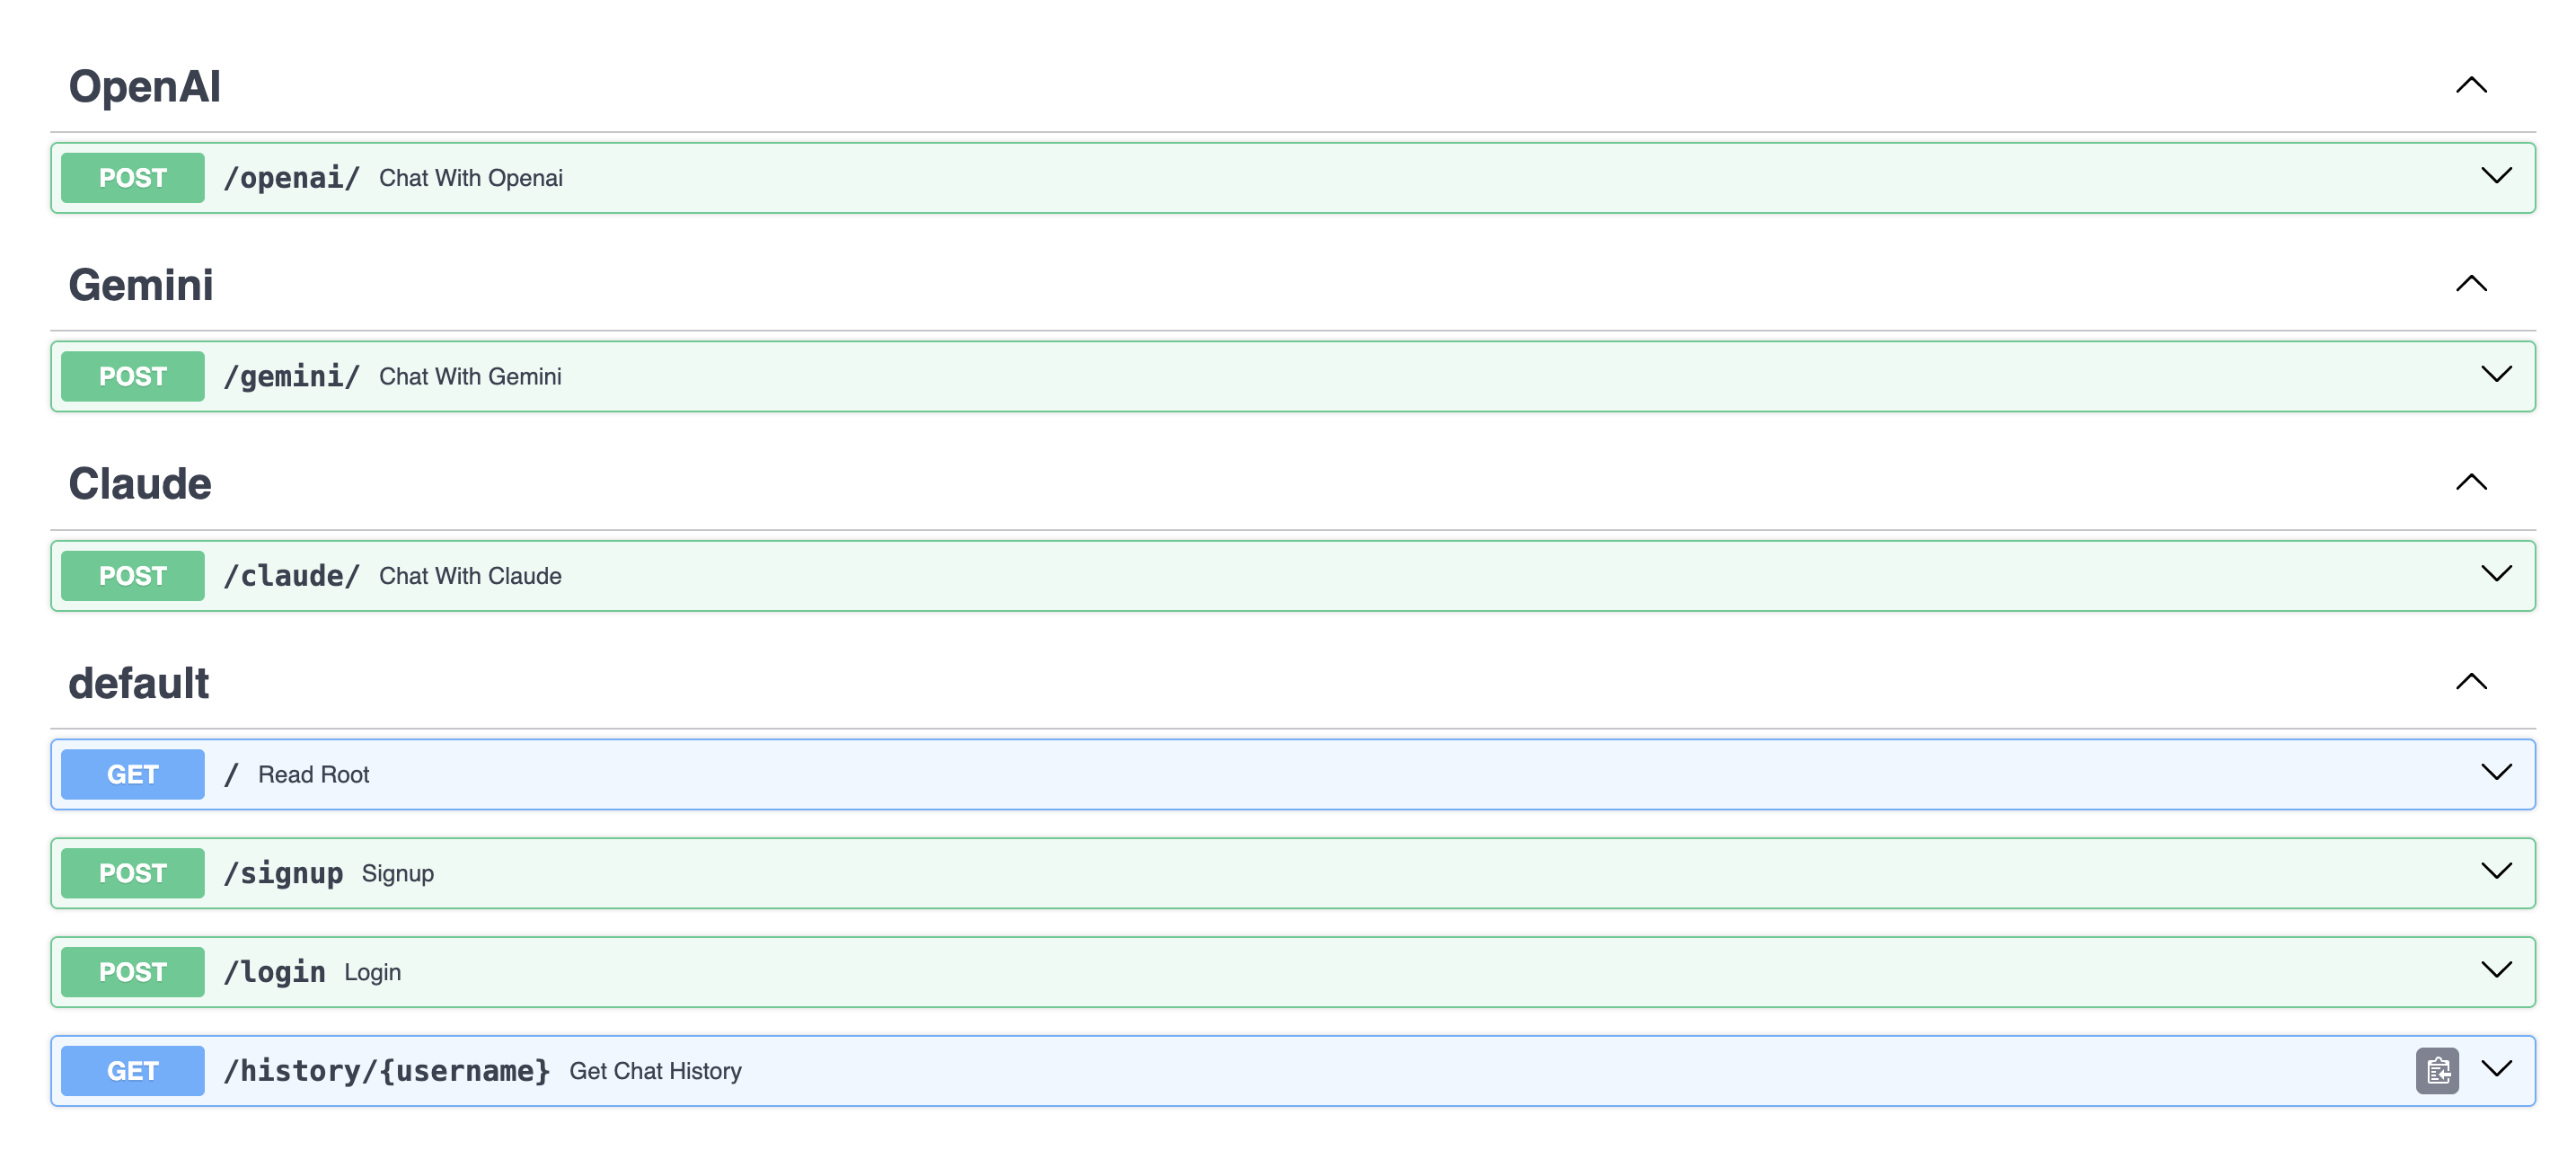 OpenAI
POST /openai/ Chat With Openai
Gemini
POST /gemini/ Chat With Gemini
Claude
POST /claude/ Chat With Claude
default
GET / Read Root
POST /signup Signup
POST /login Login
GET /history/{username} Get Chat History